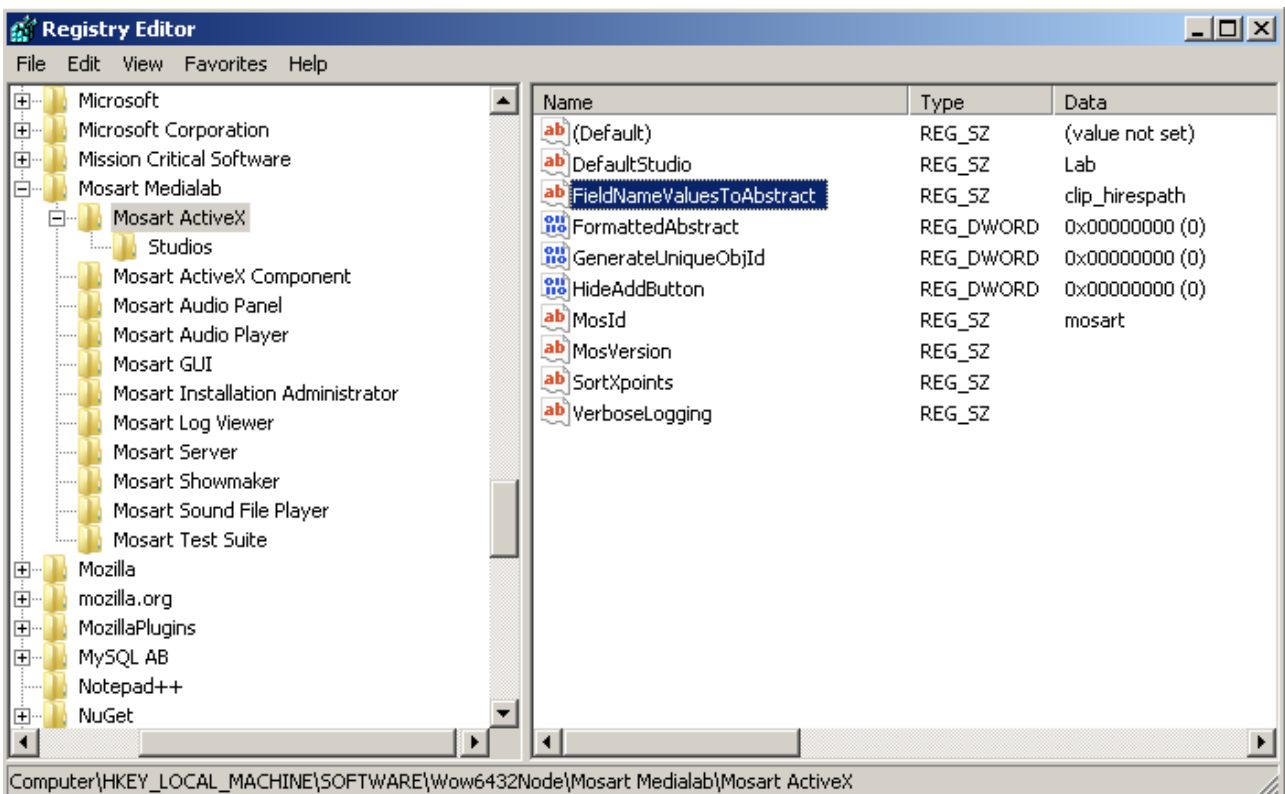 Registry Editor
File Edit View Favorites Help
Microsoft
Microsoft Corporation
Mission Critical Software
Mosart Medialab
Mosart ActiveX
Studios
Mosart ActiveX Component
Mosart Audio Panel
Mosart Audio Player
Mosart GUI
Mosart Installation Administrator
Mosart Log Viewer
Mosart Server
Mosart Showmaker
Mosart Sound File Player
Mosart Test Suite
Mozilla
mozilla.org
MozillaPlugins
MySQL AB
Notepad++
NuGet
Name Type Data
(Default) REG_SZ (value not set)
DefaultStudio REG_SZ Lab
FieldNameValuesToAbstract REG_SZ clip_hirespath
FormattedAbstract REG_DWORD 0x00000000 (0)
GenerateUniqueObjId REG_DWORD 0x00000000 (0)
HideAddButton REG_DWORD 0x00000000 (0)
MosId REG_SZ mosart
MosVersion REG_SZ
SortXpoints REG_SZ
VerboseLogging REG_SZ
Computer\HKEY_LOCAL_MACHINE\SOFTWARE\Wow6432Node\Mosart Medialab\Mosart ActiveX